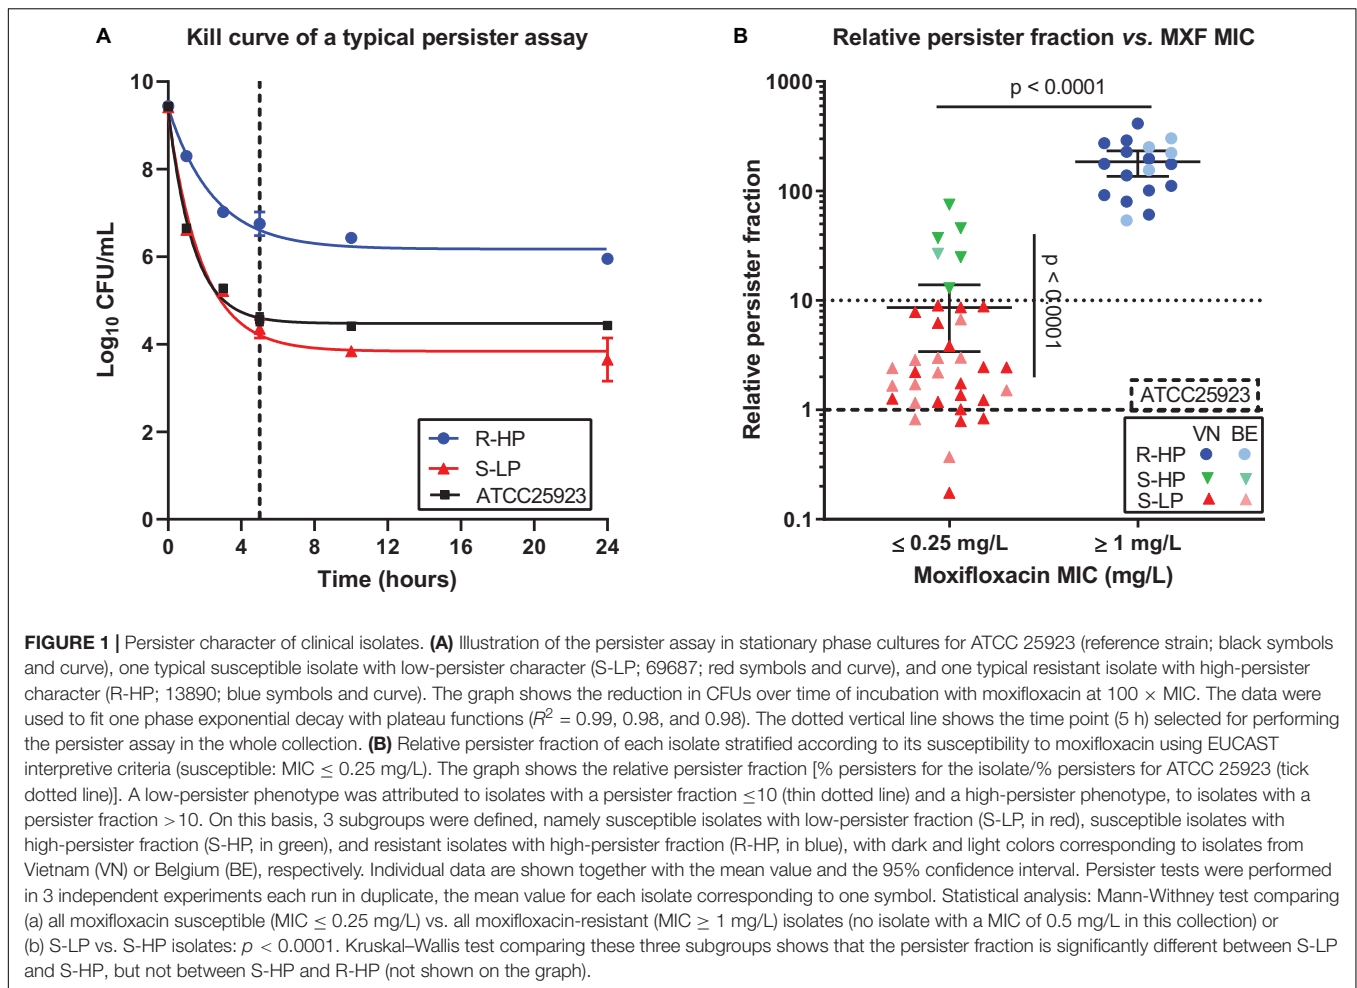 A Kill curve of a typical persister assay
Log10 CFU/mL
10
8
6
4
2
0
0 4 8 12 16 20 24
Time (hours)
R-HP
S-LP
ATCC25923
B Relative persister fraction vs. MXF MIC
Relative persister fraction
1000
100
10
1
0.1
p < 0.0001
p < 0.0001
ATCC25923
VN BE
R-HP
S-HP
S-LP
≤ 0.25 mg/L ≥ 1 mg/L
Moxifloxacin MIC (mg/L)
FIGURE 1 | Persister character of clinical isolates. (A) Illustration of the persister assay in stationary phase cultures for ATCC 25923 (reference strain; black symbols
and curve), one typical susceptible isolate with low-persister character (S-LP; 69687; red symbols and curve), and one typical resistant isolate with high-persister
character (R-HP; 13890; blue symbols and curve). The graph shows the reduction in CFUs over time of incubation with moxifloxacin at 100 × MIC. The data were
used to fit one phase exponential decay with plateau functions (R² = 0.99, 0.98, and 0.98). The dotted vertical line shows the time point (5 h) selected for performing
the persister assay in the whole collection. (B) Relative persister fraction of each isolate stratified according to its susceptibility to moxifloxacin using EUCAST
interpretive criteria (susceptible: MIC ≤ 0.25 mg/L). The graph shows the relative persister fraction [% persisters for the isolate/% persisters for ATCC 25923 (tick
dotted line)]. A low-persister phenotype was attributed to isolates with a persister fraction ≤10 (thin dotted line) and a high-persister phenotype, to isolates with a
persister fraction >10. On this basis, 3 subgroups were defined, namely susceptible isolates with low-persister fraction (S-LP, in red), susceptible isolates with
high-persister fraction (S-HP, in green), and resistant isolates with high-persister fraction (R-HP, in blue), with dark and light colors corresponding to isolates from
Vietnam (VN) or Belgium (BE), respectively. Individual data are shown together with the mean value and the 95% confidence interval. Persister tests were performed
in 3 independent experiments each run in duplicate, the mean value for each isolate corresponding to one symbol. Statistical analysis: Mann-Withney test comparing
(a) all moxifloxacin susceptible (MIC ≤ 0.25 mg/L) vs. all moxifloxacin-resistant (MIC ≥ 1 mg/L) isolates (no isolate with a MIC of 0.5 mg/L in this collection) or
(b) S-LP vs. S-HP isolates: p < 0.0001. Kruskal–Wallis test comparing these three subgroups shows that the persister fraction is significantly different between S-LP
and S-HP, but not between S-HP and R-HP (not shown on the graph).